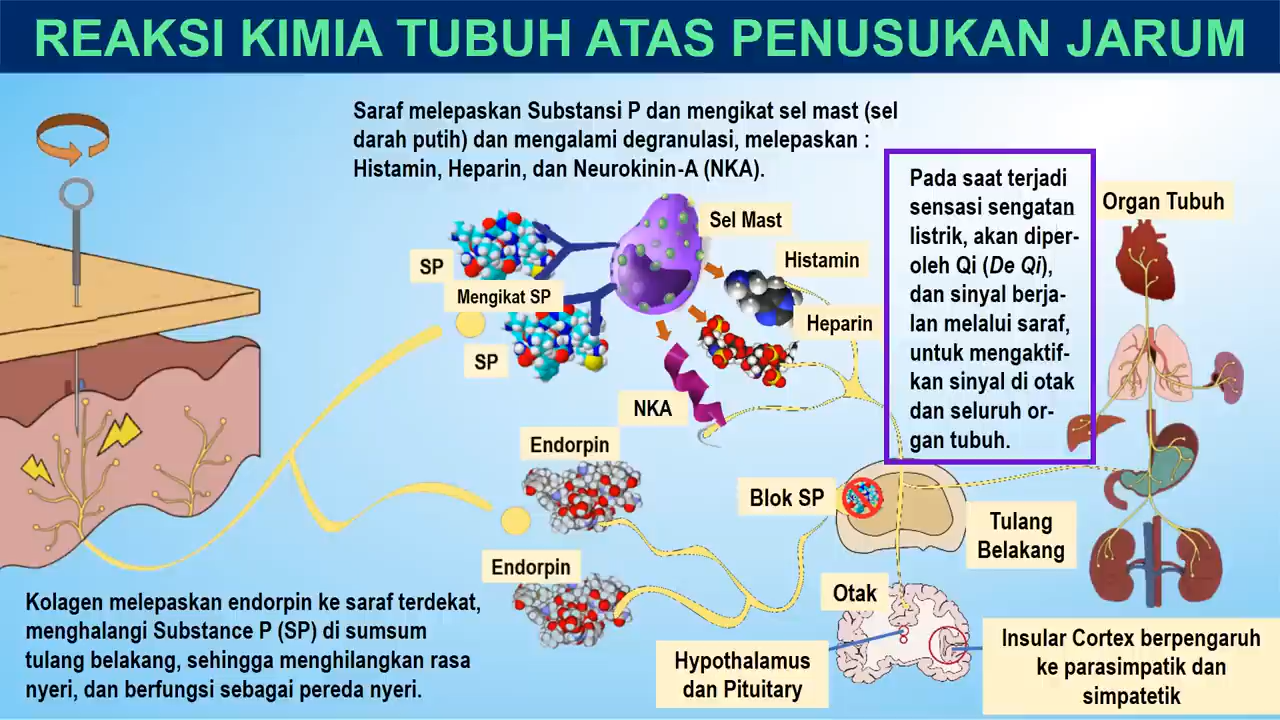 REAKSI KIMIA TUBUH ATAS PENUSUKAN JARUM
Saraf melepaskan Substansi P dan mengikat sel mast (sel
darah putih) dan mengalami degranulasi, melepaskan :
Histamin, Heparin, dan Neurokinin-A (NKA).
Pada saat terjadi
sensasi sengatan
listrik, akan diper-
oleh Qi (De Qi),
dan sinyal berja-
lan melalui saraf,
untuk mengaktif-
kan sinyal di otak
dan seluruh or-
gan tubuh.
Organ Tubuh
Sel Mast
SP
Histamin
Mengikat SP
Heparin
SP
NKA
Endorpin
Blok SP
Tulang
Belakang
Endorpin
Otak
Kolagen melepaskan endorpin ke saraf terdekat,
menghalangi Substance P (SP) di sumsum
tulang belakang, sehingga menghilangkan rasa
nyeri, dan berfungsi sebagai pereda nyeri.
Hypothalamus
dan Pituitary
Insular Cortex berpengaruh
ke parasimpatik dan
simpatetik